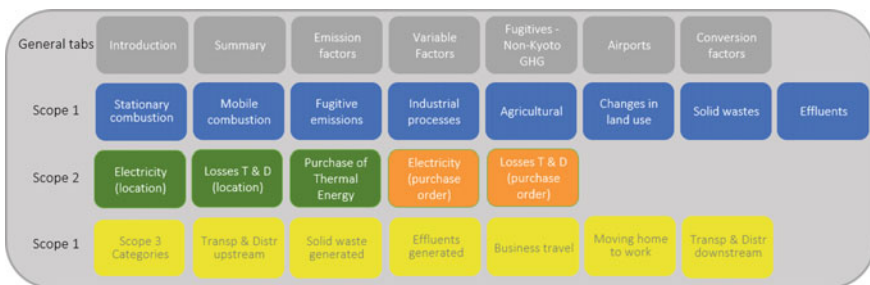 General tabs
Introduction
Summary
Emission
factors
Variable
Factors
Fugitives -
Non-Kyoto
GHG
Airports
Conversion
factors
Scope 1
Stationary
combustion
Mobile
combustion
Fugitive
emissions
Industrial
processes
Agricultural
Changes in
land use
Solid wastes
Effluents
Scope 2
Electricity
(location)
Losses T & D
(location)
Purchase of
Thermal
Energy
Electricity
(purchase
order)
Losses T & D
(purchase
order)
Scope 1
Scope 3
Categories
Transp & Distr
upstream
Solid waste
generated
Effluents
generated
Business travel
Moving home
to work
Transp & Distr
downstream